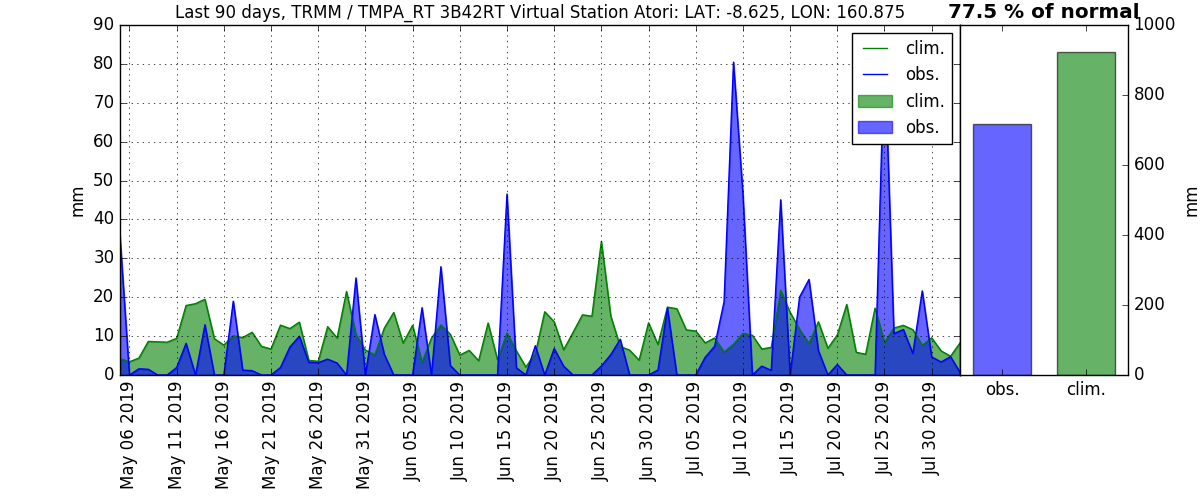 Last 90 days, TRMM / TMPA_RT 3B42RT Virtual Station Atori: LAT: -8.625, LON: 160.875
77.5 % of normal
90
80
70
60
50
40
30
20
10
0
mm
clim.
obs.
clim.
obs.
May 06 2019
May 11 2019
May 16 2019
May 21 2019
May 26 2019
May 31 2019
Jun 05 2019
Jun 10 2019
Jun 15 2019
Jun 20 2019
Jun 25 2019
Jun 30 2019
Jul 05 2019
Jul 10 2019
Jul 15 2019
Jul 20 2019
Jul 25 2019
Jul 30 2019
1000
800
600
400
200
0
mm
obs.
clim.